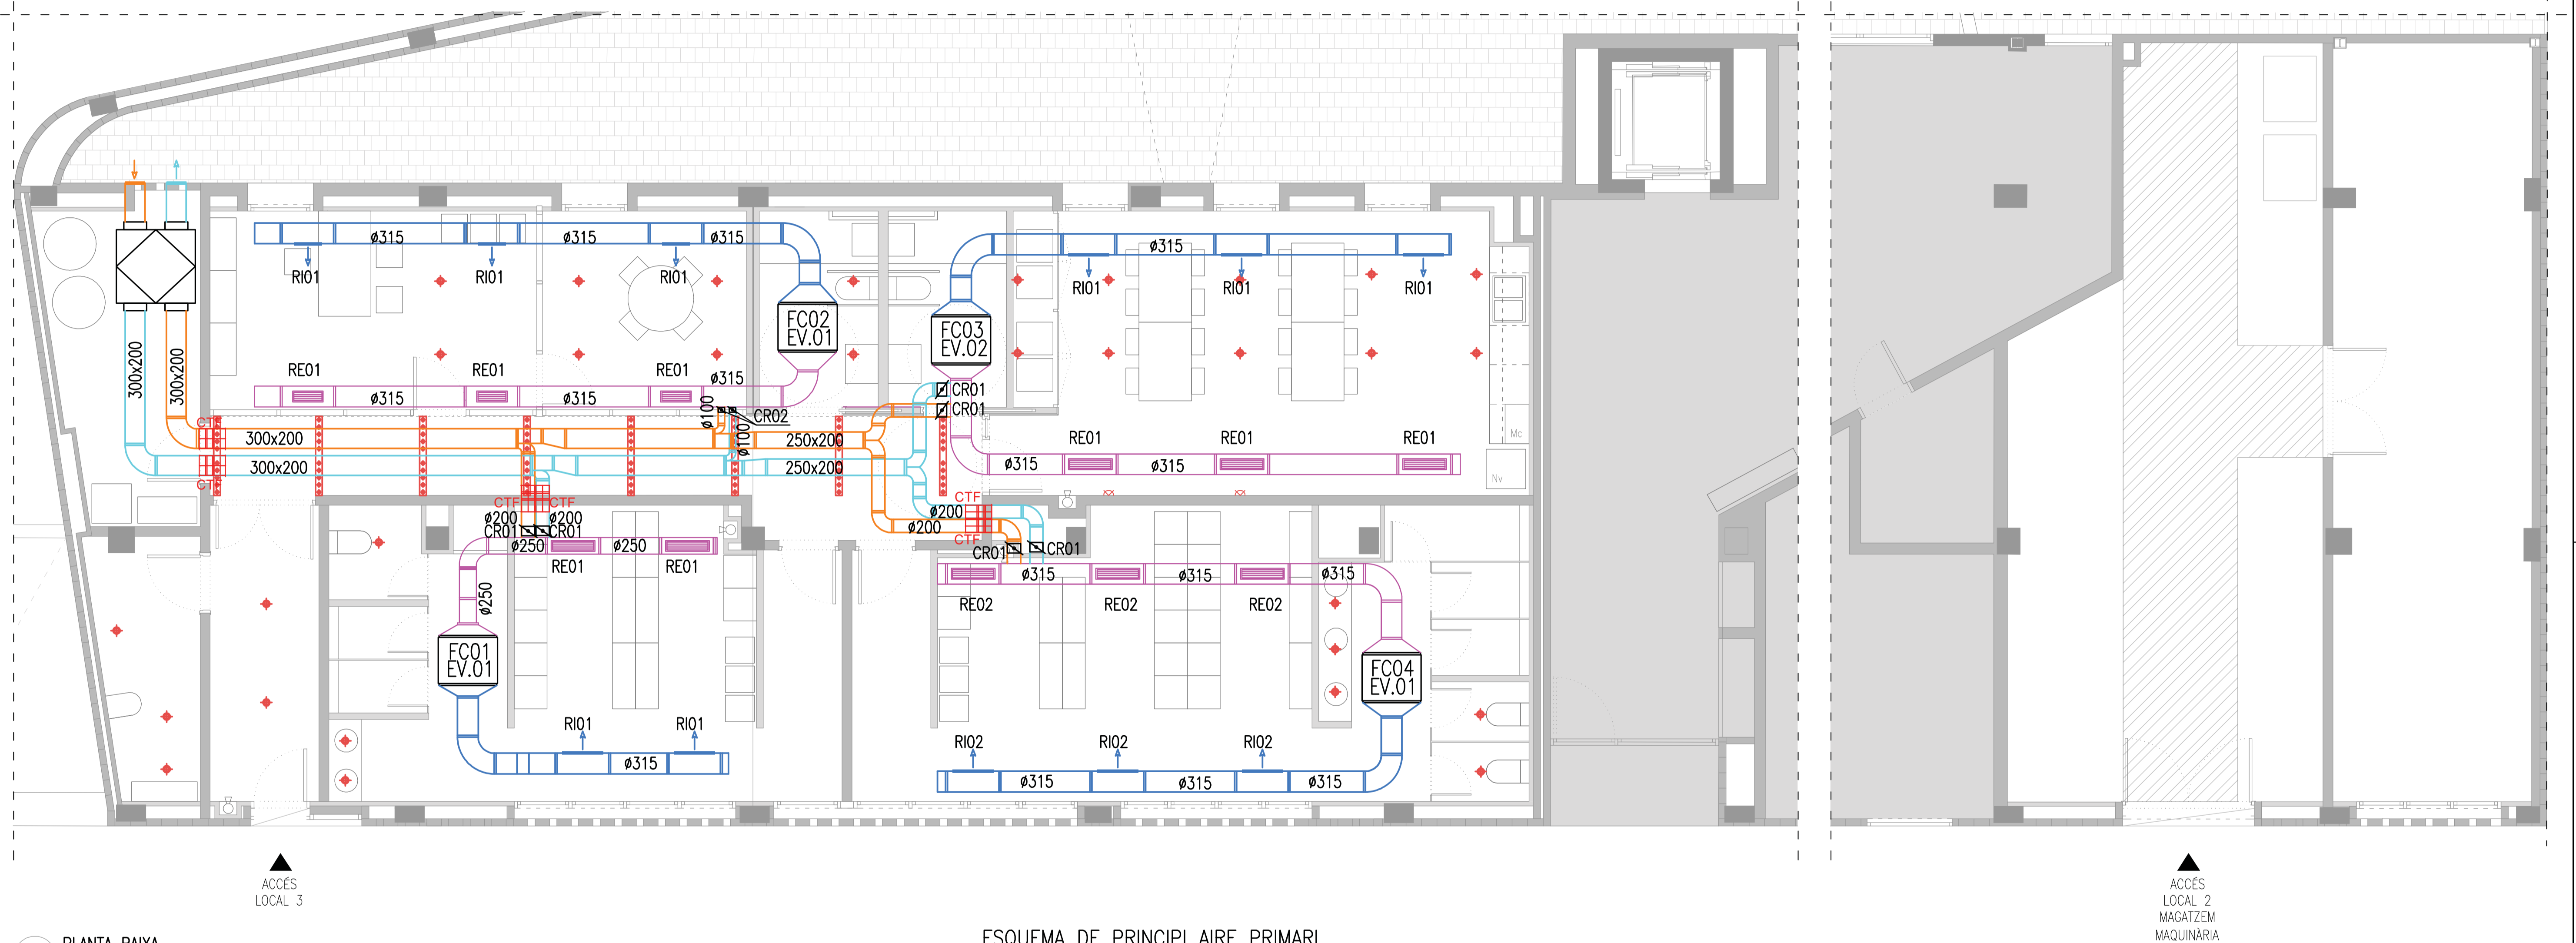 ø315
ø315
ø315
RI01
RI01
RI01
FC02
EV.01
RE01
RE01
RE01
ø315
ø315
ø315
300x200
300x200
ø315
RI01
RI01
RI01
FC03
EV.02
CR01
CR01
RE01
RE01
RE01
ø315
ø315
Mc
Nv
CTF
CTF
300x200
300x200
ø100
ø100
CR02
250x200
250x200
CTF
CTF
ø200
ø200
CR01
CR01
ø250
ø250
RE01
RE01
ø250
FC01
EV.01
RI01
RI01
ø315
CTF
ø200
ø200
CTF
CR01
CR01
ø315
ø315
ø315
RE02
RE02
RE02
FC04
EV.01
RI02
RI02
RI02
ø315
ø315
ø315
ACCÉS
LOCAL 3
ACCÉS
LOCAL 2
MAGATZEM
MAQUINÀRIA
PLANTA BAIXA
ESQUEMA DE PRINCIPI AIRE PRIMARI